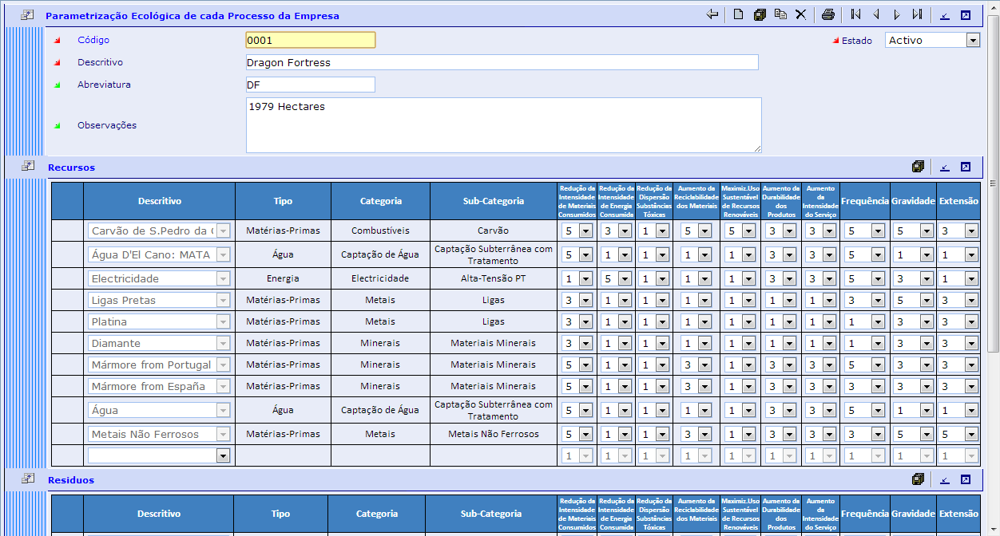 Parametrização Ecológica de cada Processo da Empresa
Código 0001 Estado Activo
Descritivo Dragon Fortress
Abreviatura DF
Observações 1979 Hectares
Recursos
Descritivo Tipo Categoria Sub-Categoria Redução da Intensidade de Materiais Consumidos Redução da Intensidade de Energia Consumida Redução da Dispersão Substâncias Tóxicas Aumento da Reciclabilidade dos Materiais Maximiz.Uso Sustentável de Recursos Renováveis Aumento da Durabilidade dos Produtos Aumento da Intensidade do Serviço Frequência Gravidade Extensão
Carvão de S.Pedro da Matérias-Primas Combustíveis Carvão 5 3 1 5 5 3 3 5 5 3
Água D'El Cano: MATA Água Captação de Água Captação Subterrânea com Tratamento 5 1 1 1 1 3 3 5 1 1
Electricidade Energia Electricidade Alta-Tensão PT 1 5 1 1 1 3 3 5 3 1
Ligas Pretas Matérias-Primas Metais Ligas 3 1 1 1 1 1 1 3 5 3
Platina Matérias-Primas Metais Ligas 3 1 1 1 1 1 1 1 3 3
Diamante Matérias-Primas Minerais Materiais Minerais 3 1 1 1 1 1 1 1 3 3
Mármore from Portugal Matérias-Primas Minerais Materiais Minerais 5 1 1 3 1 3 3 5 3 3
Mármore from España Matérias-Primas Minerais Materiais Minerais 5 1 1 3 1 3 3 3 3 3
Água Água Captação de Água Captação Subterrânea com Tratamento 5 1 1 1 1 3 3 5 1 1
Metais Não Ferrosos Matérias-Primas Metais Metais Não Ferrosos 5 1 1 3 1 3 3 3 5 5
1 1 1 1 1 1 1 1 1 1
Residuos
Descritivo Tipo Categoria Sub-Categoria Redução da Intensidade de Materiais Consumidos Redução da Intensidade de Energia Consumida Redução da Dispersão Substâncias Tóxicas Aumento da Reciclabilidade dos Materiais Maximiz.Uso Sustentável de Recursos Renováveis Aumento da Durabilidade dos Produtos Aumento da Intensidade do Serviço Frequência Gravidade Extensão